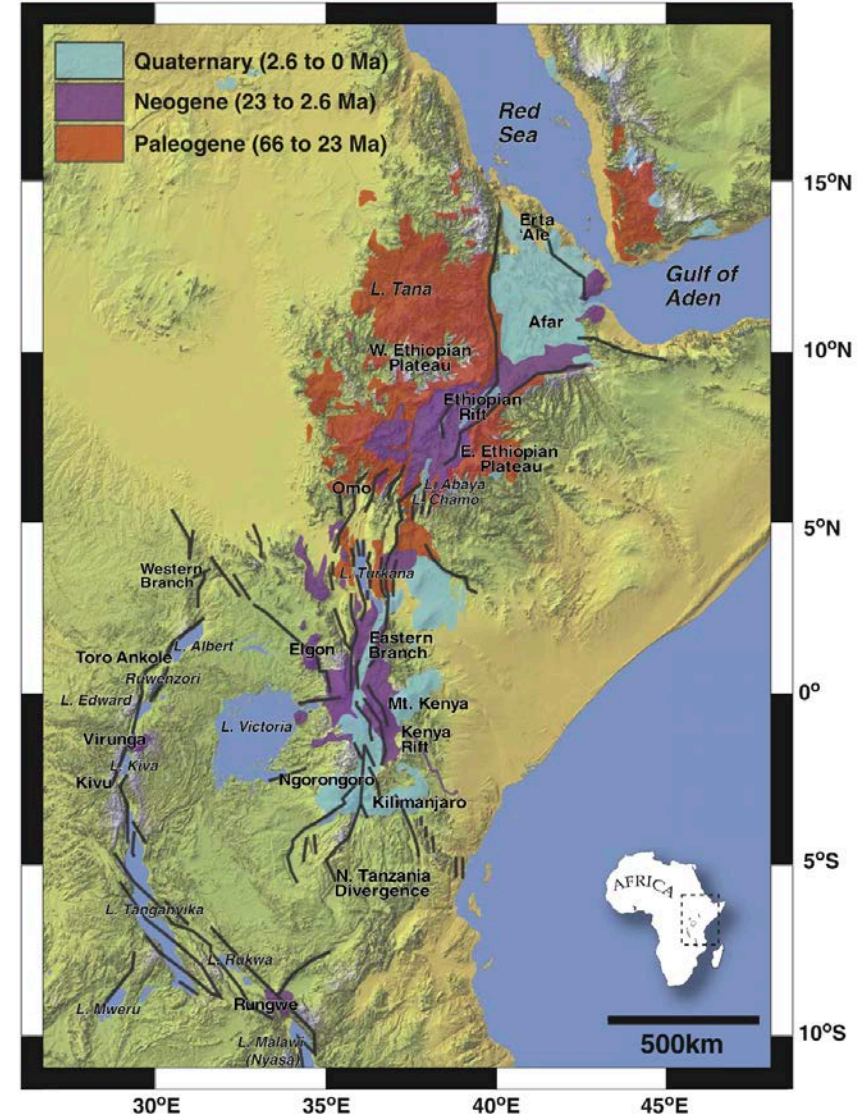 Quaternary (2.6 to 0 Ma)
Neogene (23 to 2.6 Ma)
Paleogene (66 to 23 Ma)
Red
Sea
15°N
Erta
'Ale
Gulf of
Aden
L. Tana
Afar
10°N
W. Ethiopian
Plateau
Ethiopian
Rift
E. Ethiopian
Plateau
Omo
L. Abaya
L. Chamo
5°N
Western
Branch
L. Turkana
Eastern
Branch
Elgon
L. Albert
Toro Ankole
Ruwenzori
L. Edward
0°
Mt. Kenya
L. Victoria
Kenya
Rift
Virunga
L. Kiva
Kivu
Ngorongoro
Kilimanjaro
5°S
N. Tanzania
Divergence
AFRICA
L. Tanganyika
L. Rukwa
L. Mweru
Rungwe
L. Malawi
(Nyasa)
500km
10°S
30°E
35°E
40°E
45°E